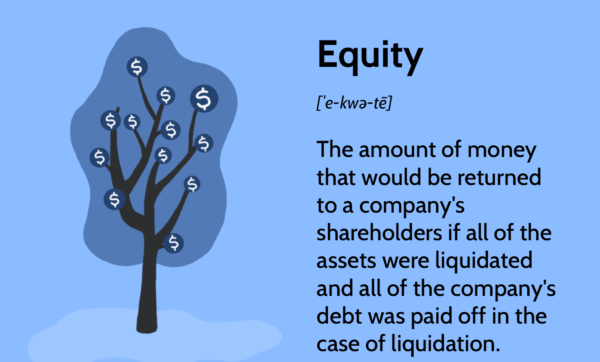 Equity
[ˈe-kwə-tē]
The amount of money
that would be returned
to a company's
shareholders if all of the
assets were liquidated
and all of the company's
debt was paid off in the
case of liquidation.
$
$
$
$
$
$
$
$
$
$
$
$